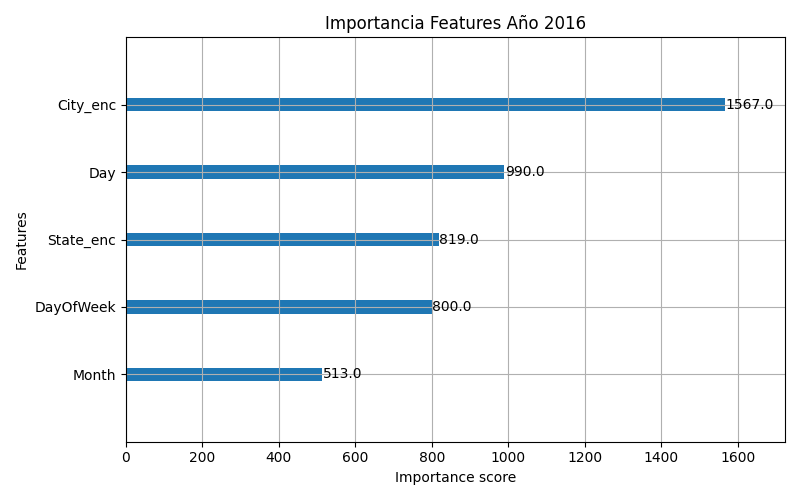 Importancia Features Año 2016
Features
City_enc
1567.0
Day
990.0
State_enc
819.0
DayOfWeek
800.0
Month
513.0
0 200 400 600 800 1000 1200 1400 1600
Importance score